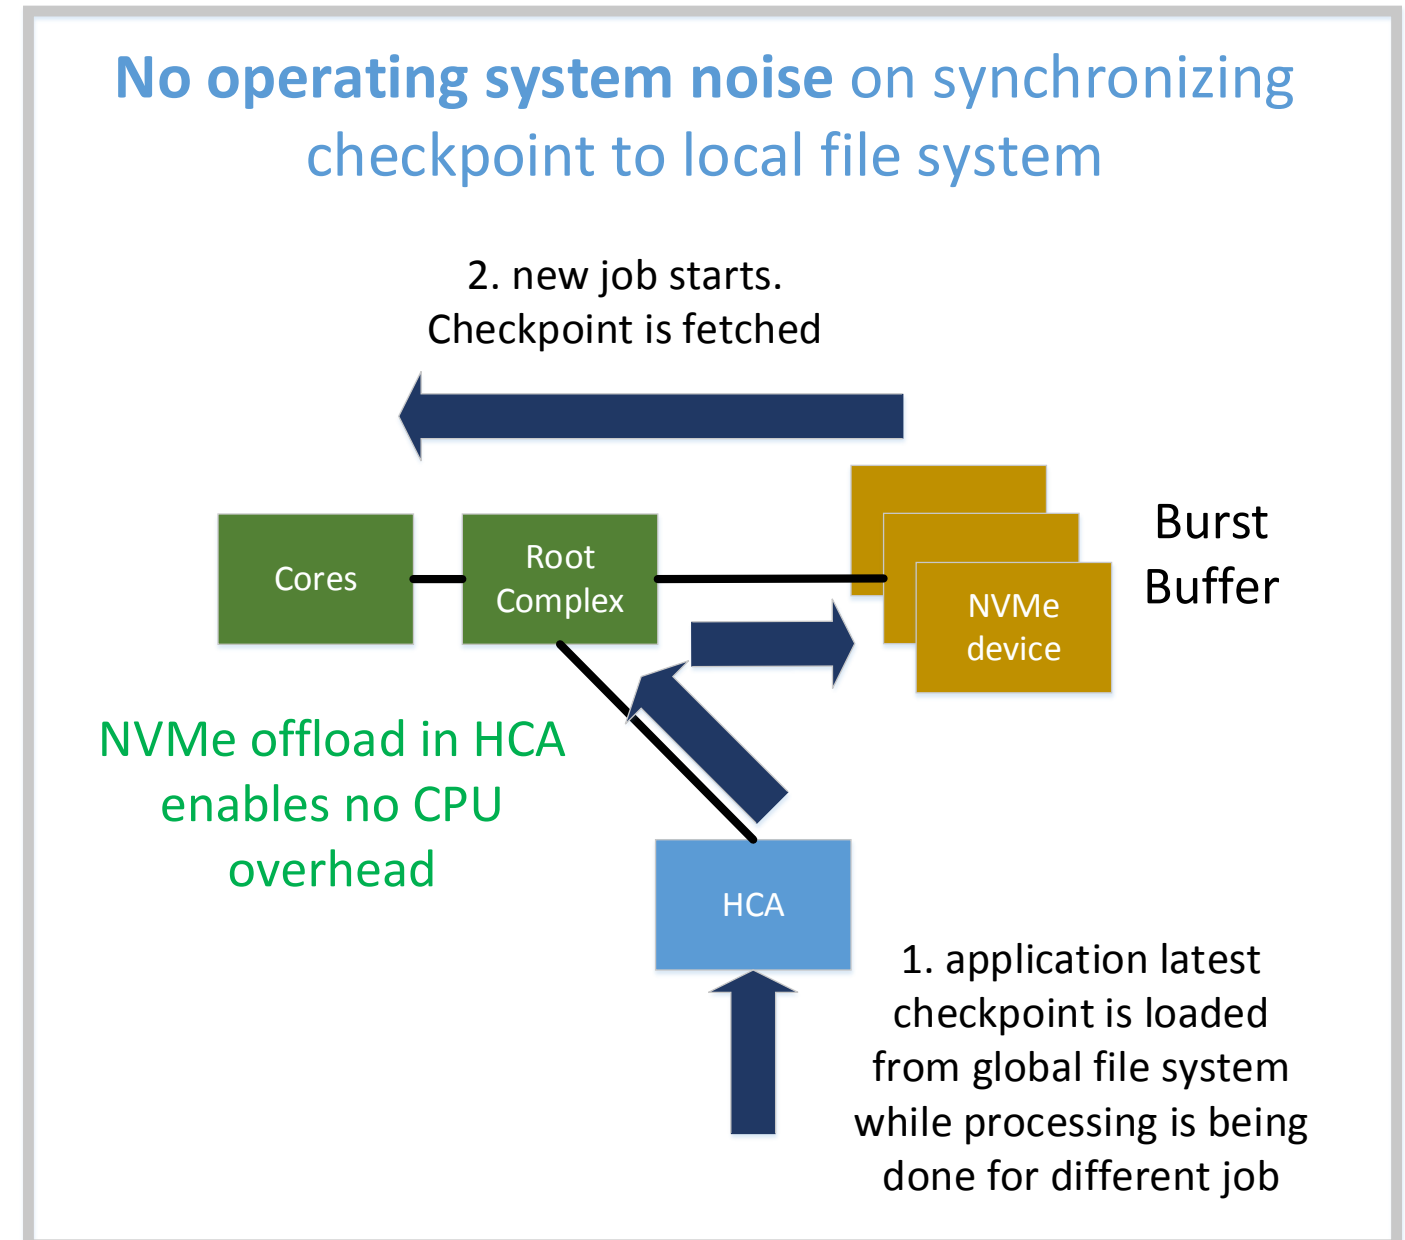 No operating system noise on synchronizing
checkpoint to local file system
2. new job starts.
Checkpoint is fetched
Cores
Root
Complex
NVMe
device
Burst
Buffer
NVMe offload in HCA
enables no CPU
overhead
HCA
1. application latest
checkpoint is loaded
from global file system
while processing is being
done for different job